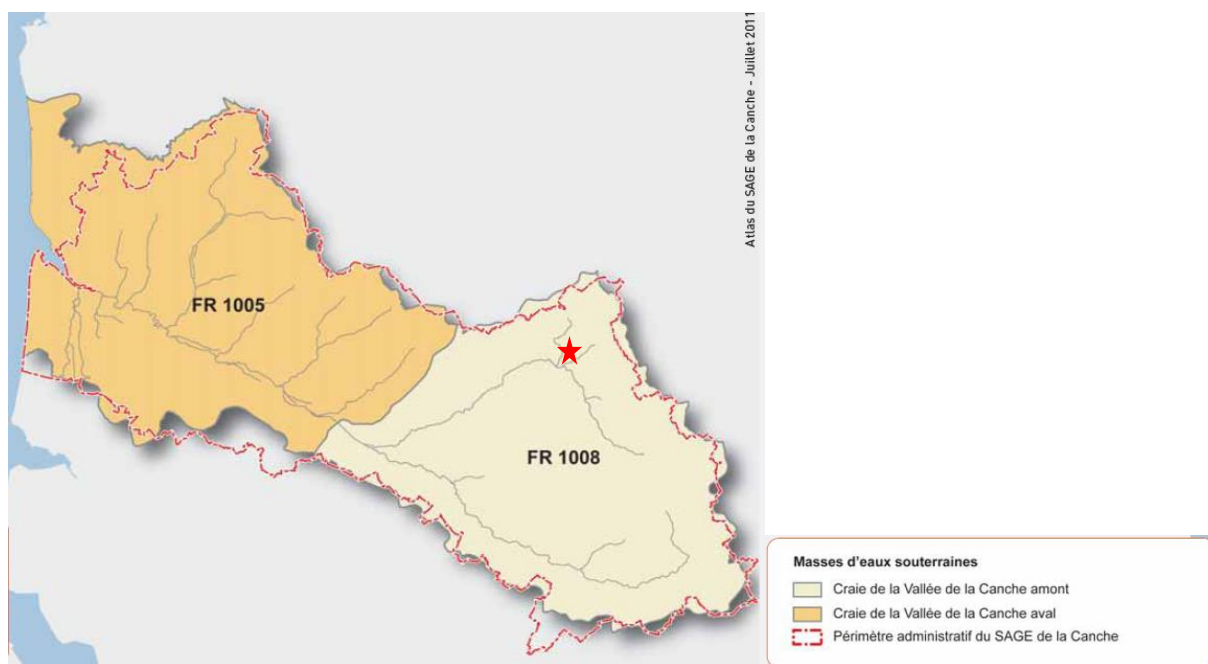 Atlas du SAGE de la Canche - Juillet 2011
FR 1005
FR 1008
Masses d'eaux souterraines
Craie de la Vallée de la Canche amont
Craie de la Vallée de la Canche aval
Périmètre administratif du SAGE de la Canche